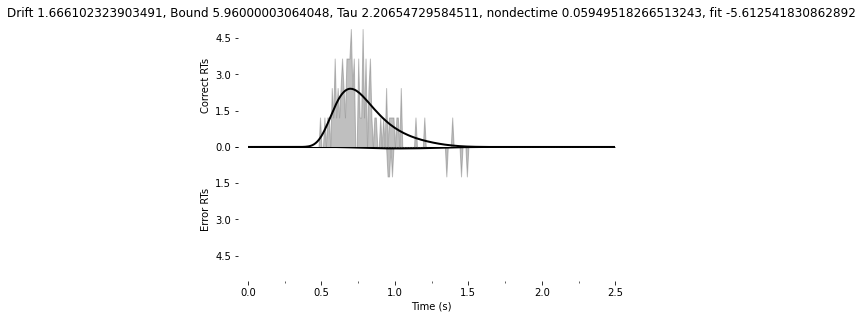 Drift 1.666102323903491, Bound 5.96000003064048, Tau 2.20654729584511, nondectime 0.05949518266513243, fit -5.612541830862892
4.5
3.0
1.5
0.0
1.5
3.0
4.5
Correct RTs
Error RTs
0.0 0.5 1.0 1.5 2.0 2.5
Time (s)